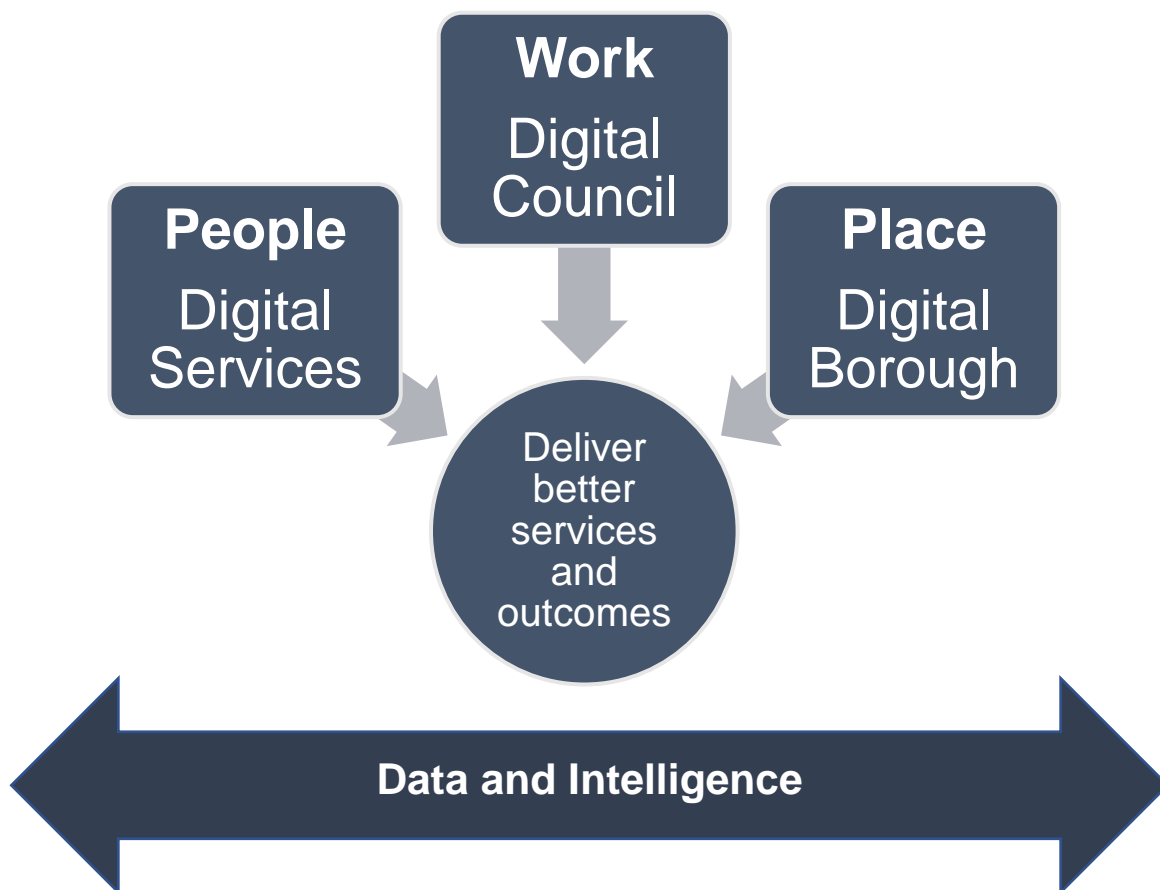 Work
Digital
Council
People
Digital
Services
Place
Digital
Borough
Deliver
better
services
and
outcomes
Data and Intelligence